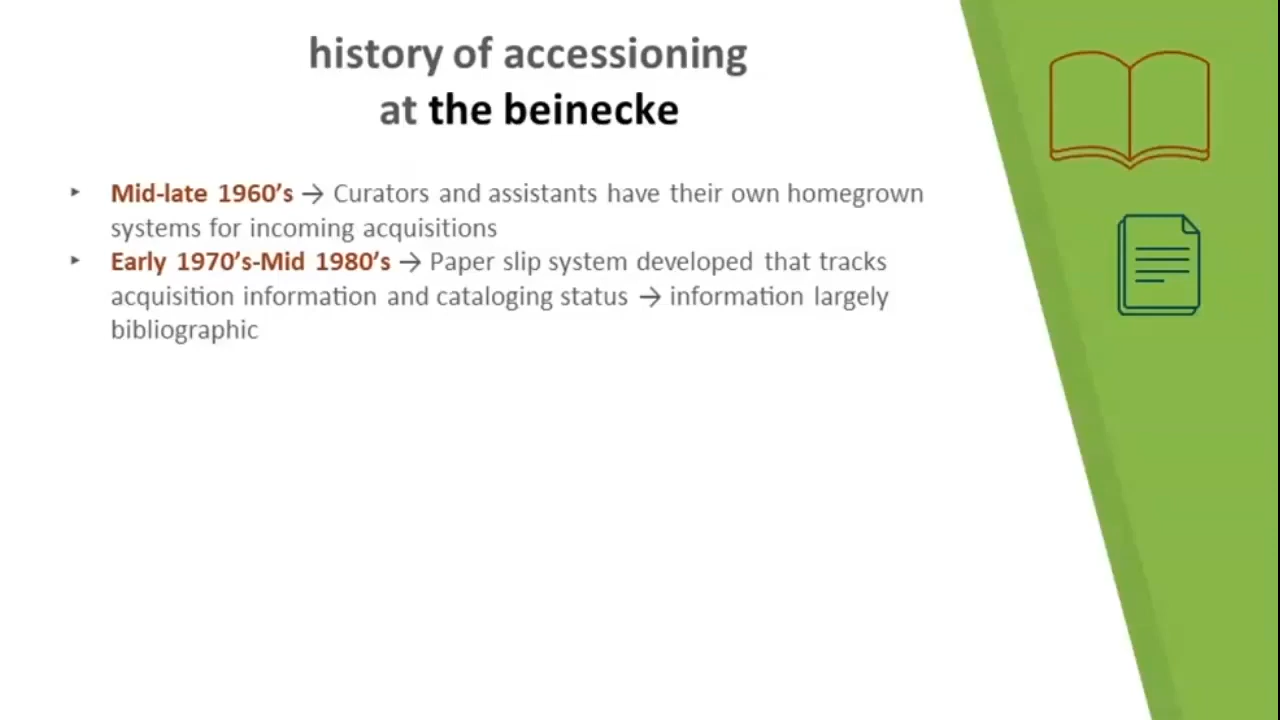 history of accessioning
at the beinecke
‣ Mid-late 1960’s → Curators and assistants have their own homegrown
systems for incoming acquisitions
‣ Early 1970’s-Mid 1980’s → Paper slip system developed that tracks
acquisition information and cataloging status → information largely
bibliographic